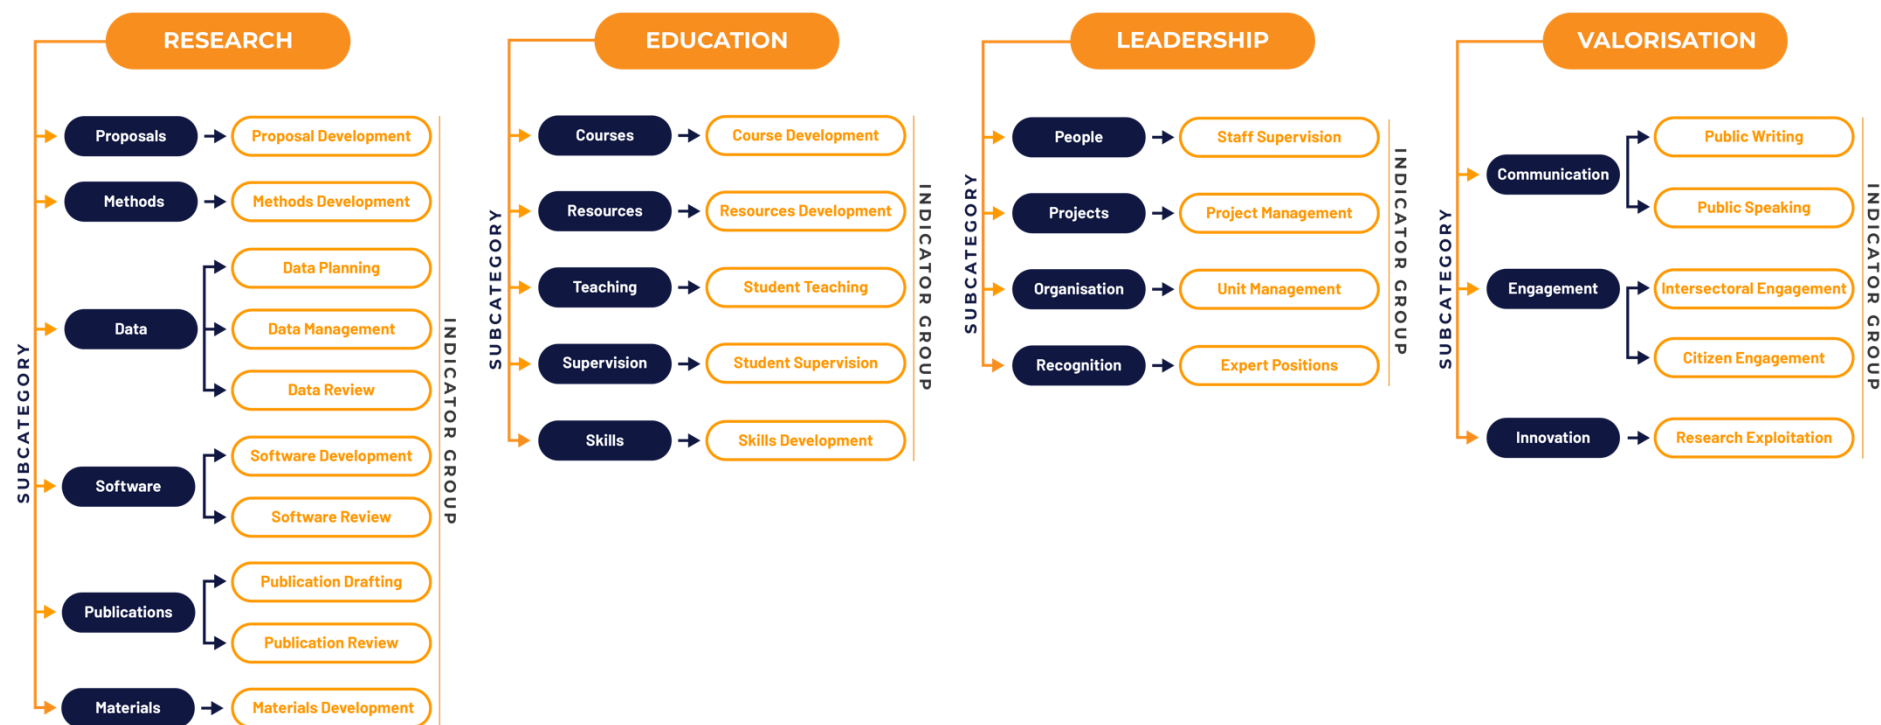 RESEARCH
SUBCATEGORY
Proposals
Proposal Development
Methods
Methods Development
Data
Data Planning
Data Management
Data Review
Software
Software Development
Software Review
Publications
Publication Drafting
Publication Review
Materials
Materials Development
INDICATOR GROUP
EDUCATION
SUBCATEGORY
Courses
Course Development
Resources
Resources Development
Teaching
Student Teaching
Supervision
Student Supervision
Skills
Skills Development
INDICATOR GROUP
LEADERSHIP
SUBCATEGORY
People
Staff Supervision
Projects
Project Management
Organisation
Unit Management
Recognition
Expert Positions
INDICATOR GROUP
VALORISATION
SUBCATEGORY
Communication
Public Writing
Public Speaking
Engagement
Intersectoral Engagement
Citizen Engagement
Innovation
Research Exploitation
INDICATOR GROUP